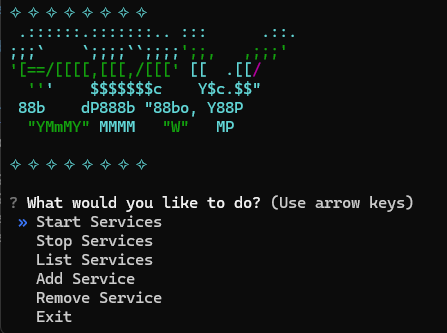 ✧ ✧ ✧ ✧ ✧ ✧ ✧ ✧
 .::::::.:::::::.. :::      .::.
;;;`    `;;;;``;;;;';;,   ,;;;'
'[==/[[[[,[[[,/[[[' [[  .[[/
  '''    $$$$$$$c    Y$c.$$"
 88b    dP888b "88bo, Y88P
  "YMmMY" MMMM   "W"   MP
✧ ✧ ✧ ✧ ✧ ✧ ✧ ✧
? What would you like to do? (Use arrow keys)
» Start Services
Stop Services
List Services
Add Service
Remove Service
Exit